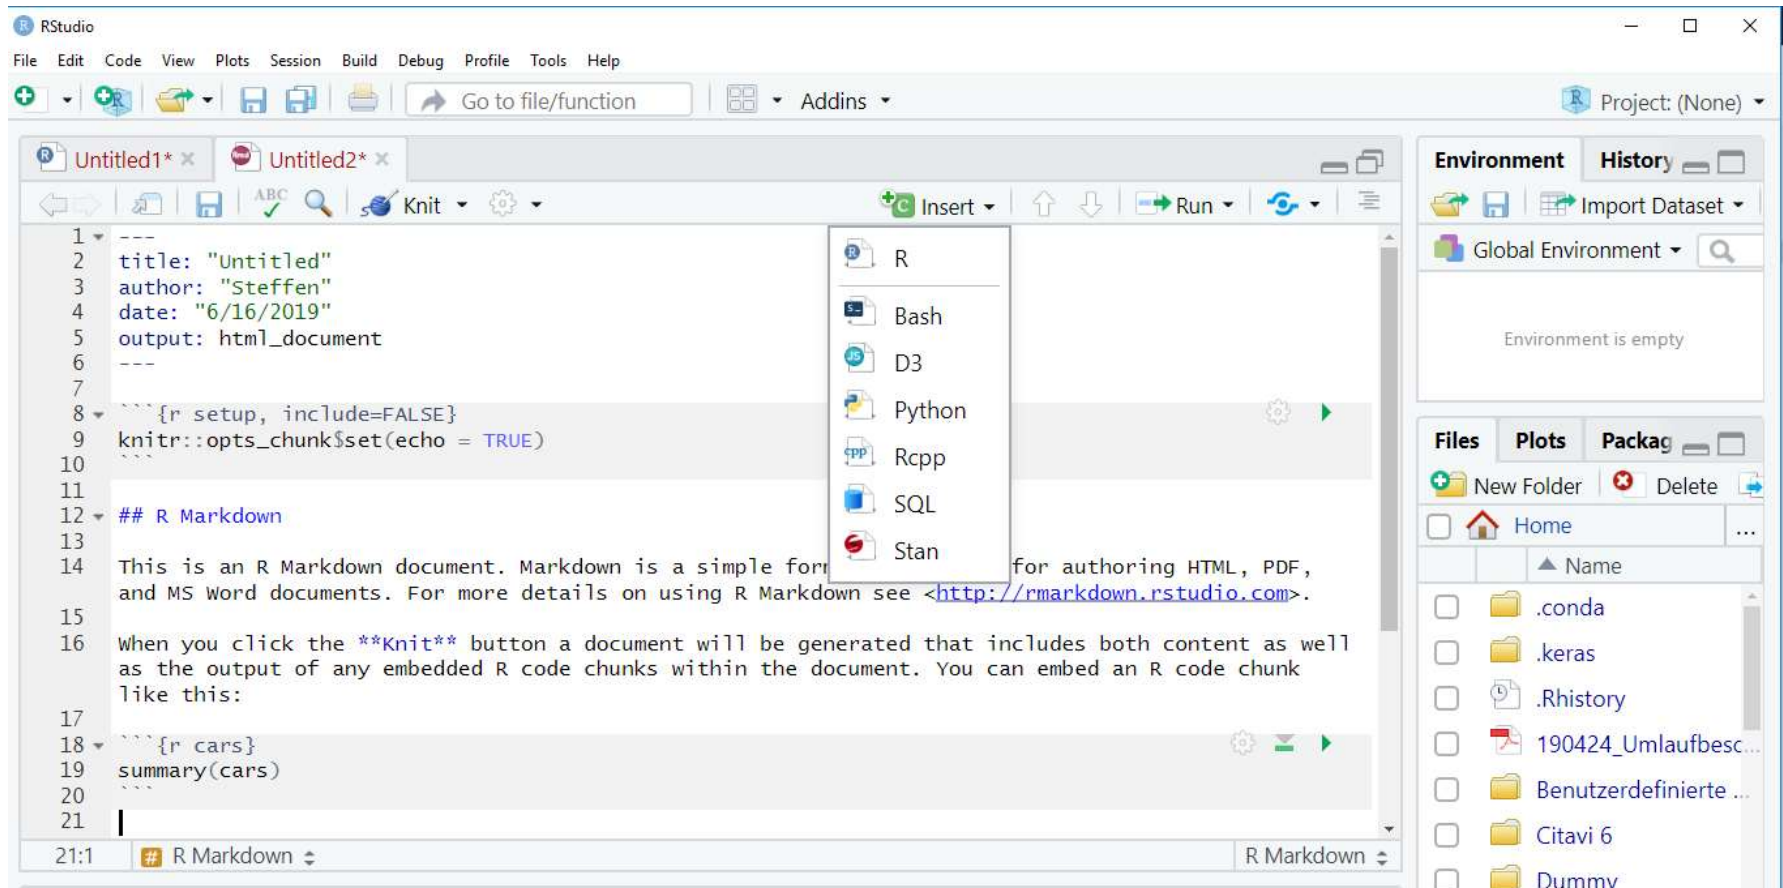 RStudio
File Edit Code View Plots Session Build Debug Profile Tools Help
Go to file/function
Addins
Project: (None)
Untitled1*
Untitled2*
ABC
Knit
Insert
Run
1 ---
2 title: "Untitled"
3 author: "Steffen"
4 date: "6/16/2019"
5 output: html_document
6 ---
7
8 ```{r setup, include=FALSE}
9 knitr::opts_chunk$set(echo = TRUE)
10 ```
11
12 ## R Markdown
13
14 This is an R Markdown document. Markdown is a simple for for authoring HTML, PDF,
and MS Word documents. For more details on using R Markdown see <http://rmarkdown.rstudio.com>.
15
16 When you click the **Knit** button a document will be generated that includes both content as well
as the output of any embedded R code chunks within the document. You can embed an R code chunk
like this:
17
18 ```{r cars}
19 summary(cars)
20 ```
21
21:1 R Markdown R Markdown
R
Bash
D3
Python
Rcpp
SQL
Stan
Environment History
Import Dataset
Global Environment
Environment is empty
Files Plots Packag
New Folder Delete
Home ...
Name
.conda
.keras
.Rhistory
190424_Umlaufbesc...
Benutzerdefinierte ...
Citavi 6
Dummy